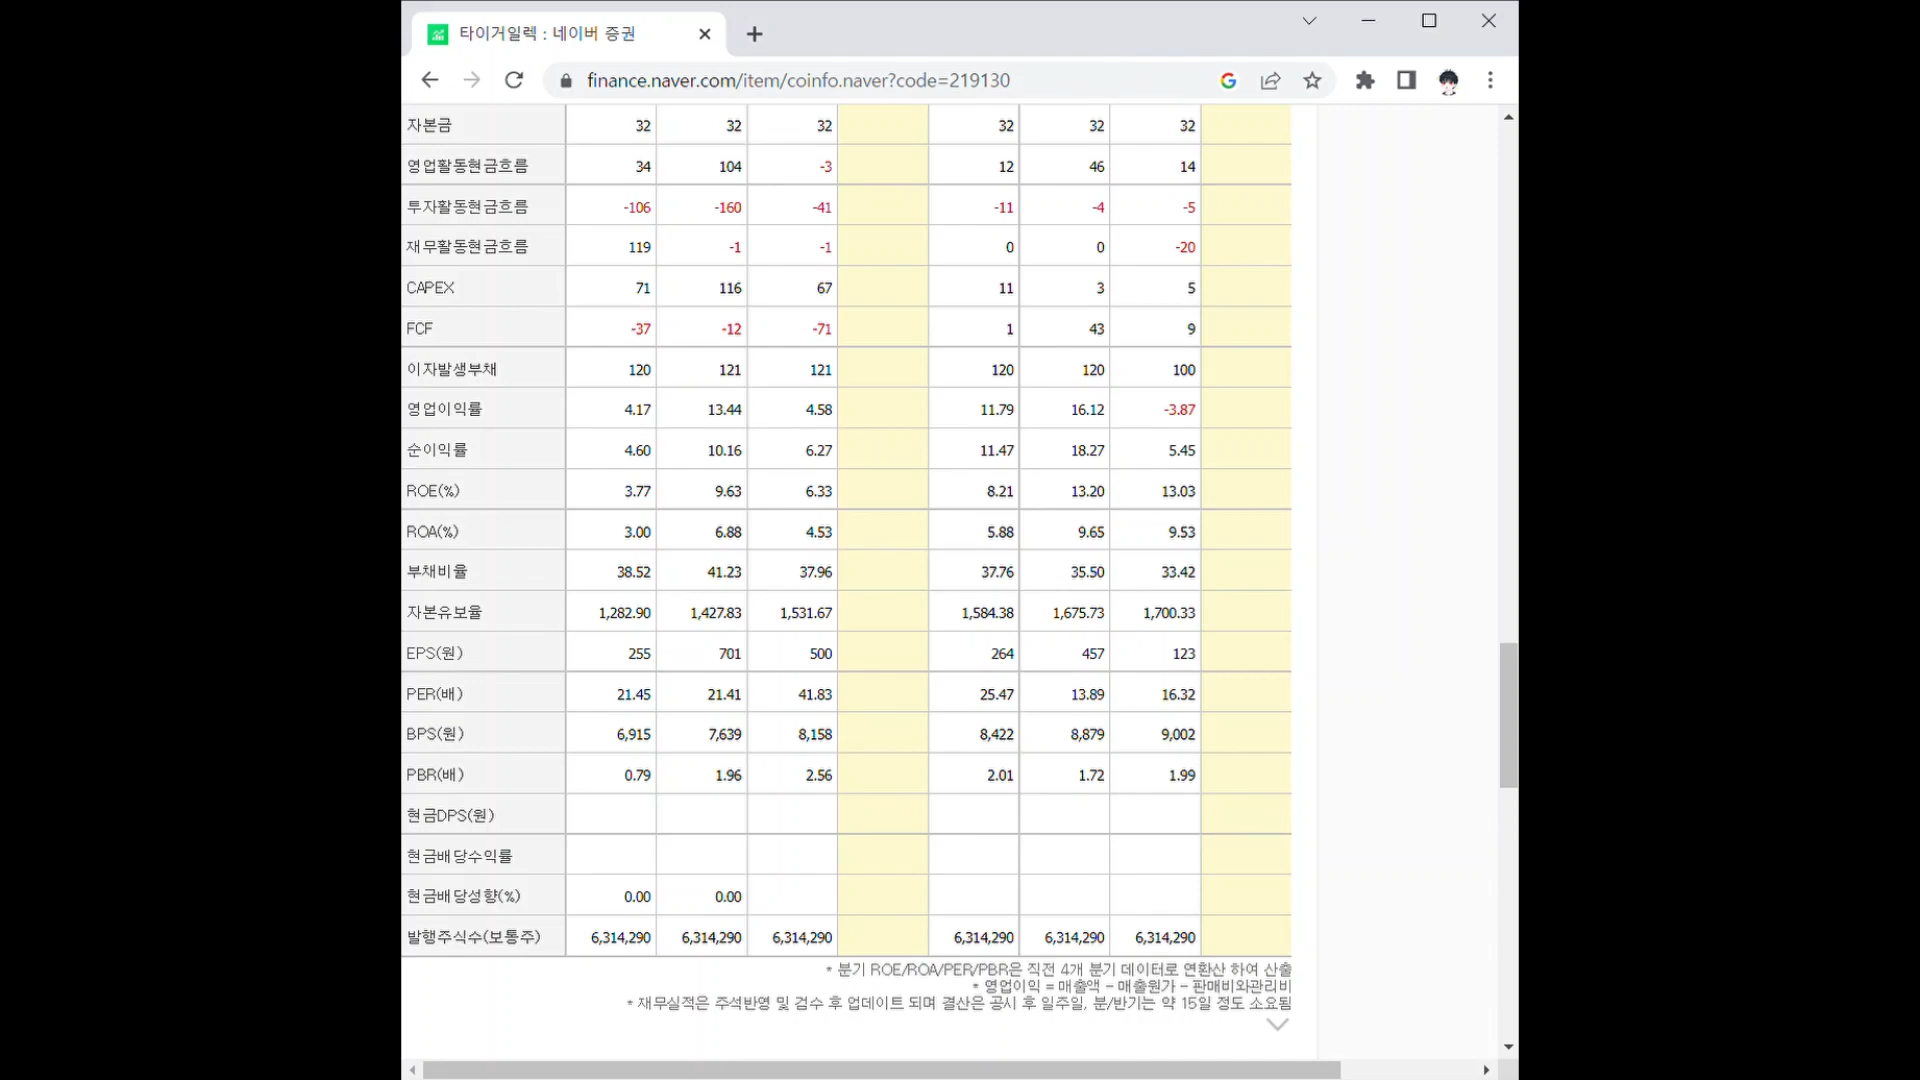 타이거일렉 : 네이버 증권
finance.naver.com/item/coinfo.naver?code=219130
자본금 32 32 32 32 32 32
영업활동현금흐름 34 104 -3 12 46 14
투자활동현금흐름 -106 -160 -41 -11 -4 -5
재무활동현금흐름 119 -1 -1 0 0 -20
CAPEX 71 116 67 11 3 5
FCF -37 -12 -71 1 43 9
이자발생부채 120 121 121 120 120 100
영업이익률 4.17 13.44 4.58 11.79 16.12 -3.87
순이익률 4.60 10.16 6.27 11.47 18.27 5.45
ROE(%) 3.77 9.63 6.33 8.21 13.20 13.03
ROA(%) 3.00 6.88 4.53 5.88 9.65 9.53
부채비율 38.52 41.23 37.96 37.76 35.50 33.42
자본유보율 1,282.90 1,427.83 1,531.67 1,584.38 1,675.73 1,700.33
EPS(원) 255 701 500 264 457 123
PER(배) 21.45 21.41 41.83 25.47 13.89 16.32
BPS(원) 6,915 7,639 8,158 8,422 8,879 9,002
PBR(배) 0.79 1.96 2.56 2.01 1.72 1.99
현금DPS(원)
현금배당수익률
현금배당성향(%) 0.00 0.00
발행주식수(보통주) 6,314,290 6,314,290 6,314,290 6,314,290 6,314,290 6,314,290
* 분기 ROE/ROA/PER/PBR은 직전 4개 분기 데이터로 연환산 하여 산출
* 영업이익 = 매출액 - 매출원가 - 판매비와관리비
* 재무실적은 주석반영 및 검수 후 업데이트 되며 결산은 공시 후 일주일, 분/반기는 약 15일 정도 소요됨